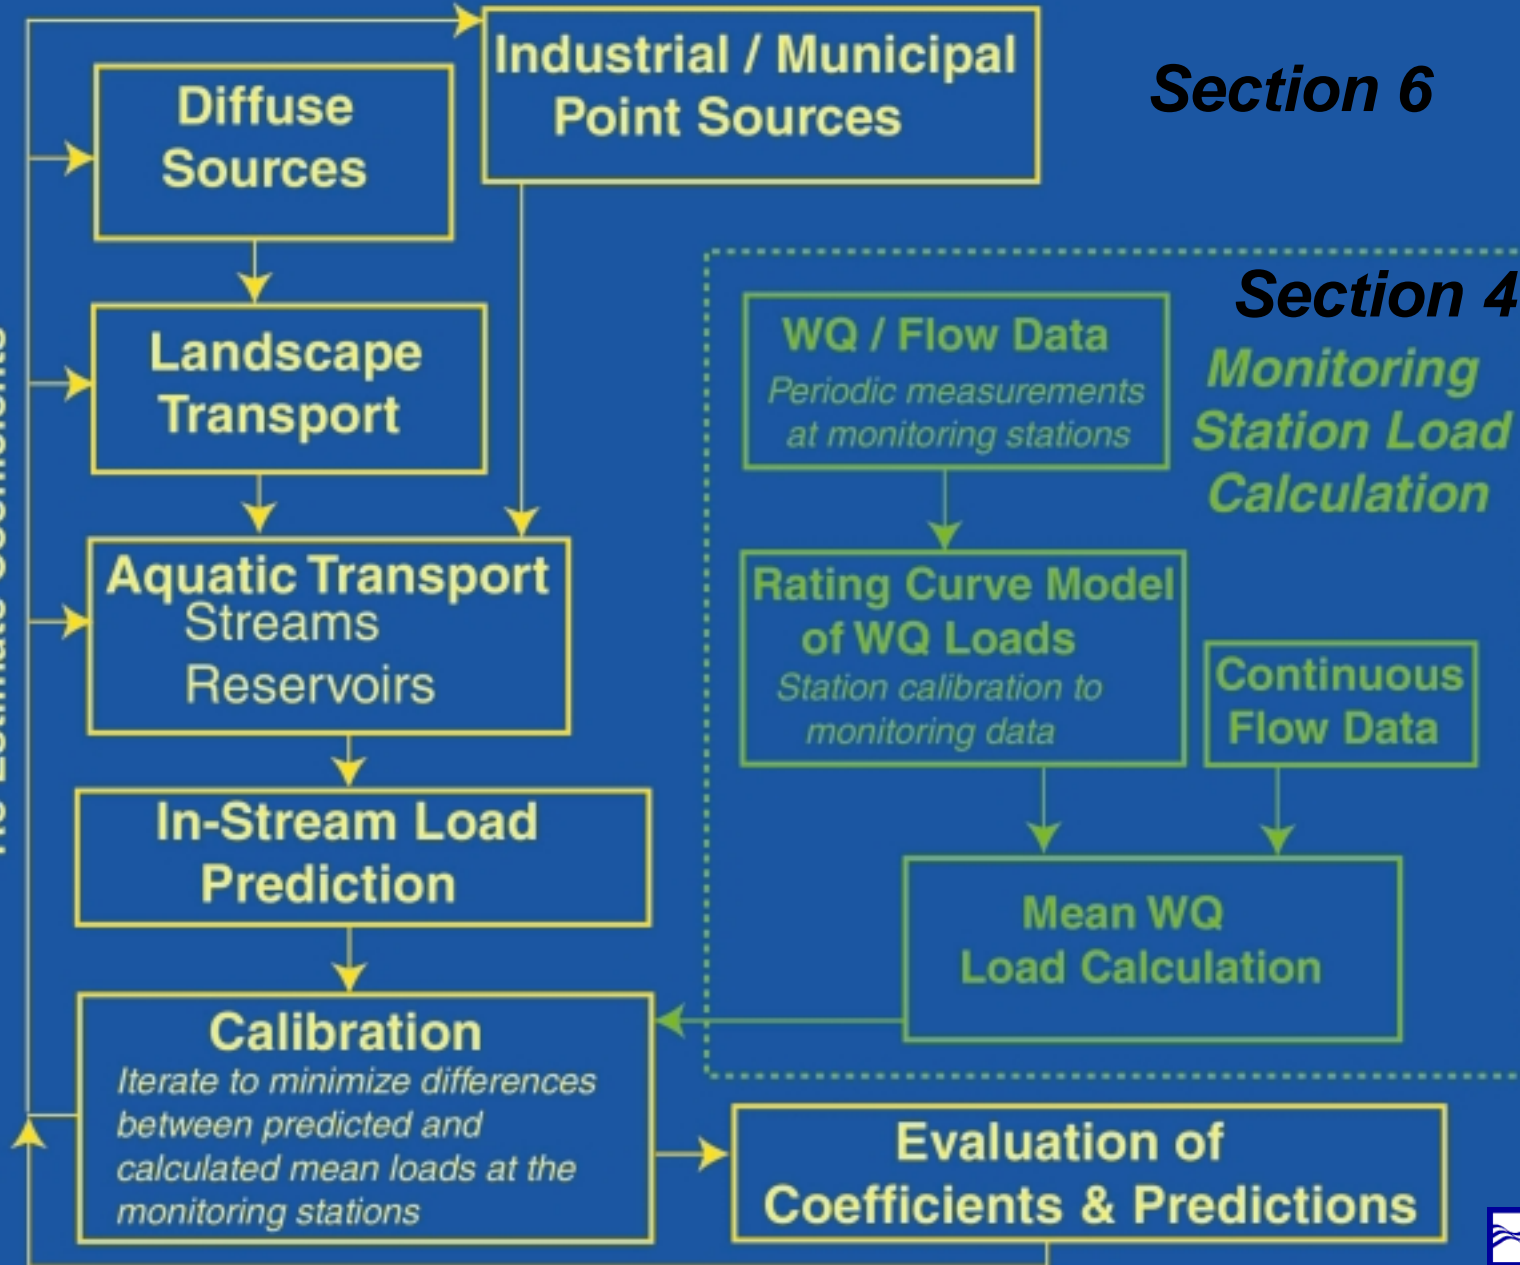 Industrial / Municipal
Point Sources
Section 6
Diffuse
Sources
Landscape
Transport
Aquatic Transport
Streams
Reservoirs
In-Stream Load
Prediction
Calibration
Iterate to minimize differences
between predicted and
calculated mean loads at the
monitoring stations
Section 4
Monitoring
Station Load
Calculation
WQ / Flow Data
Periodic measurements
at monitoring stations
Rating Curve Model
of WQ Loads
Station calibration to
monitoring data
Continuous
Flow Data
Mean WQ
Load Calculation
Evaluation of
Coefficients & Predictions